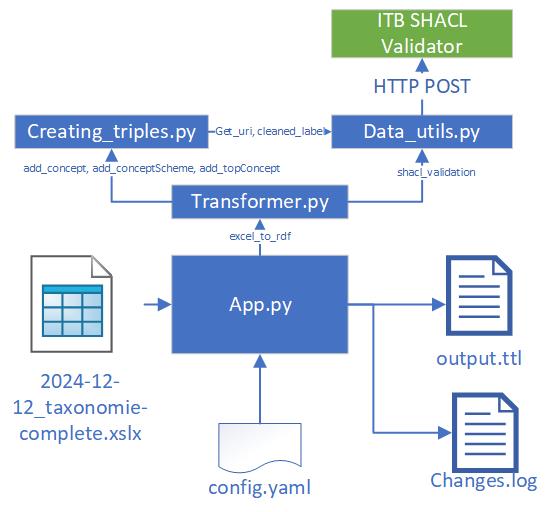 ITB SHACL
Validator
HTTP POST
Creating_triples.py
Get_uri, cleaned_label
Data_utils.py
add_concept, add_conceptScheme, add_topConcept
shacl_validation
Transformer.py
excel_to_rdf
App.py
2024-12-
12_taxonomie-
complete.xslx
output.ttl
config.yaml
Changes.log